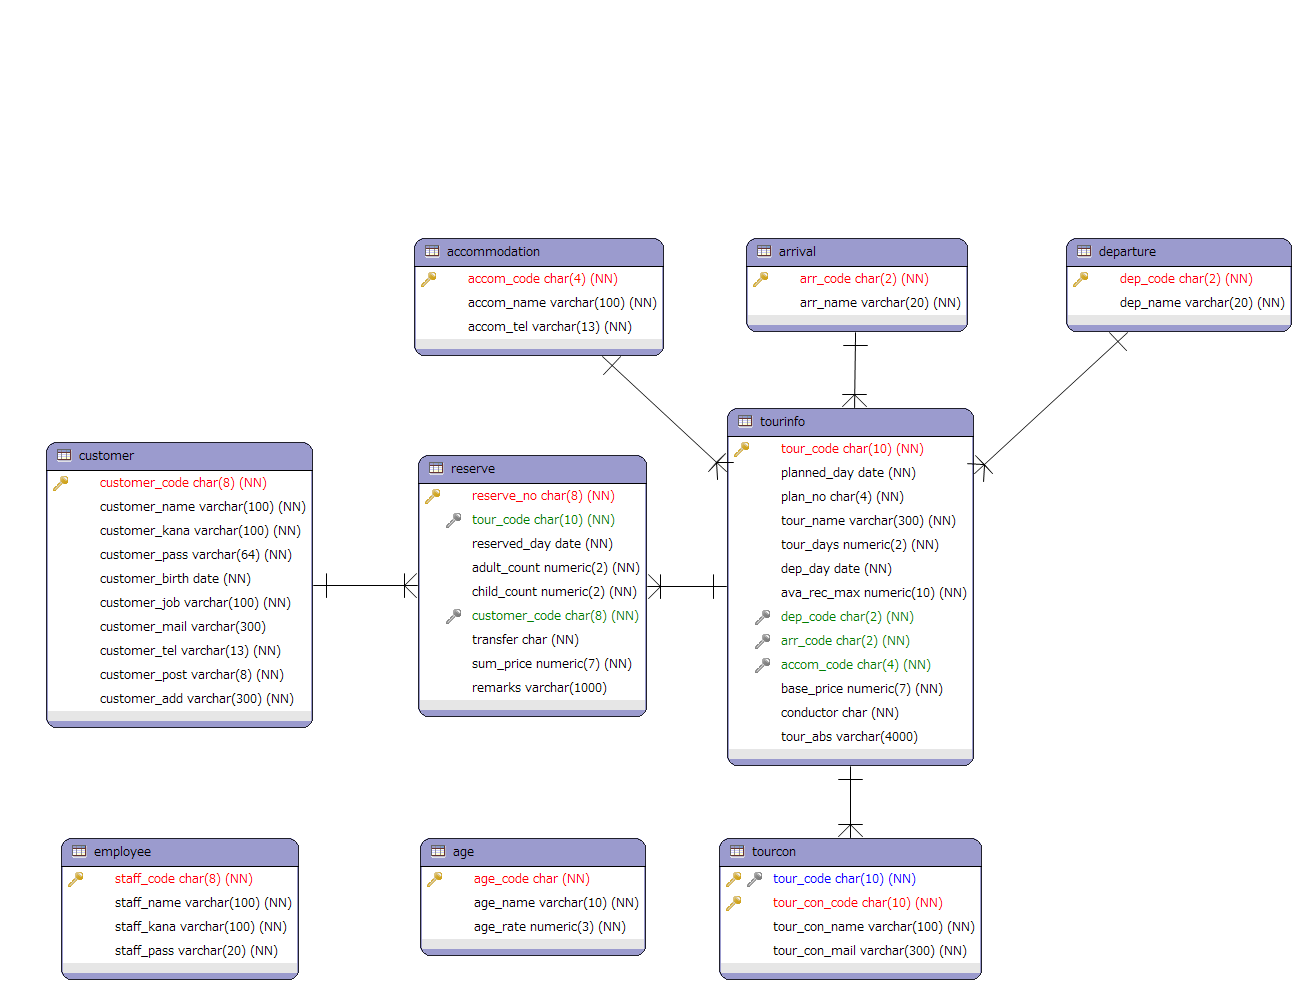 accommodation
accom_code char(4) (NN)
accom_name varchar(100) (NN)
accom_tel varchar(13) (NN)
arrival
arr_code char(2) (NN)
arr_name varchar(20) (NN)
departure
dep_code char(2) (NN)
dep_name varchar(20) (NN)
customer
customer_code char(8) (NN)
customer_name varchar(100) (NN)
customer_kana varchar(100) (NN)
customer_pass varchar(64) (NN)
customer_birth date (NN)
customer_job varchar(100) (NN)
customer_mail varchar(300)
customer_tel varchar(13) (NN)
customer_post varchar(8) (NN)
customer_add varchar(300) (NN)
reserve
reserve_no char(8) (NN)
tour_code char(10) (NN)
reserved_day date (NN)
adult_count numeric(2) (NN)
child_count numeric(2) (NN)
customer_code char(8) (NN)
transfer char (NN)
sum_price numeric(7) (NN)
remarks varchar(1000)
tourinfo
tour_code char(10) (NN)
planned_day date (NN)
plan_no char(4) (NN)
tour_name varchar(300) (NN)
tour_days numeric(2) (NN)
dep_day date (NN)
ava_rec_max numeric(10) (NN)
dep_code char(2) (NN)
arr_code char(2) (NN)
accom_code char(4) (NN)
base_price numeric(7) (NN)
conductor char (NN)
tour_abs varchar(4000)
employee
staff_code char(8) (NN)
staff_name varchar(100) (NN)
staff_kana varchar(100) (NN)
staff_pass varchar(20) (NN)
age
age_code char (NN)
age_name varchar(10) (NN)
age_rate numeric(3) (NN)
tourcon
tour_code char(10) (NN)
tour_con_code char(10) (NN)
tour_con_name varchar(100) (NN)
tour_con_mail varchar(300) (NN)